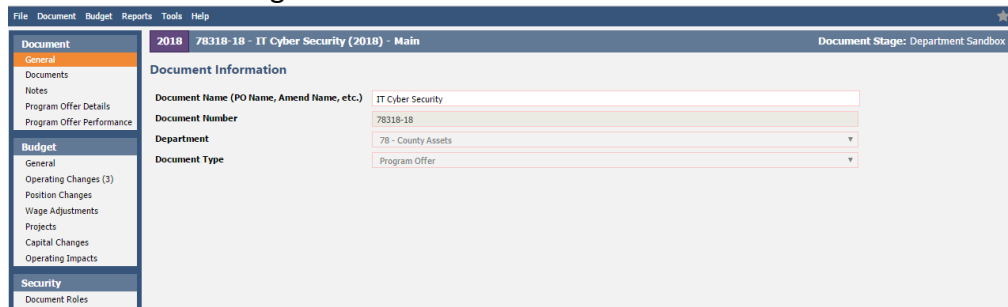 File Document Budget Reports Tools Help
2018 78318-18 - IT Cyber Security (2018) - Main Document Stage: Department Sandbox
Document
General
Documents
Notes
Program Offer Details
Program Offer Performance
Budget
General
Operating Changes (3)
Position Changes
Wage Adjustments
Projects
Capital Changes
Operating Impacts
Security
Document Roles
Document Information
Document Name (PO Name, Amend Name, etc.) IT Cyber Security
Document Number 78318-18
Department 78 - County Assets
Document Type Program Offer